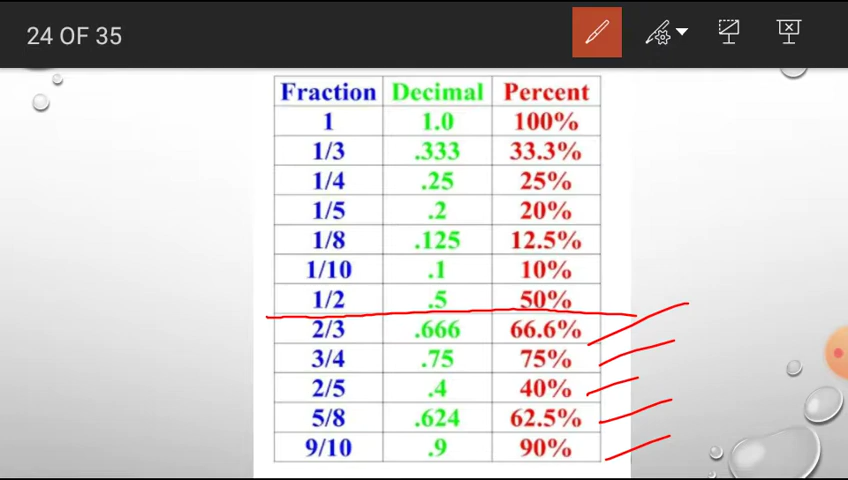 24 OF 35
Fraction Decimal Percent
1 1.0 100%
1/3 .333 33.3%
1/4 .25 25%
1/5 .2 20%
1/8 .125 12.5%
1/10 .1 10%
1/2 .5 50%
2/3 .666 66.6%
3/4 .75 75%
2/5 .4 40%
5/8 .624 62.5%
9/10 .9 90%